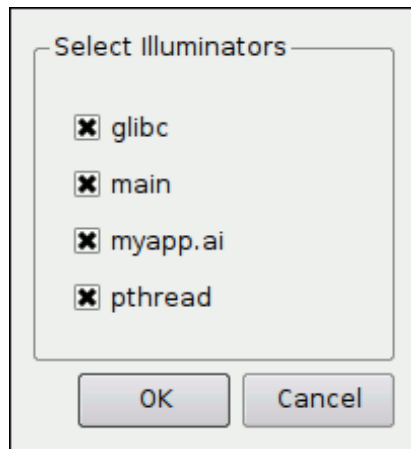 Select Illuminators
glibc
main
myapp.ai
pthread
OK Cancel